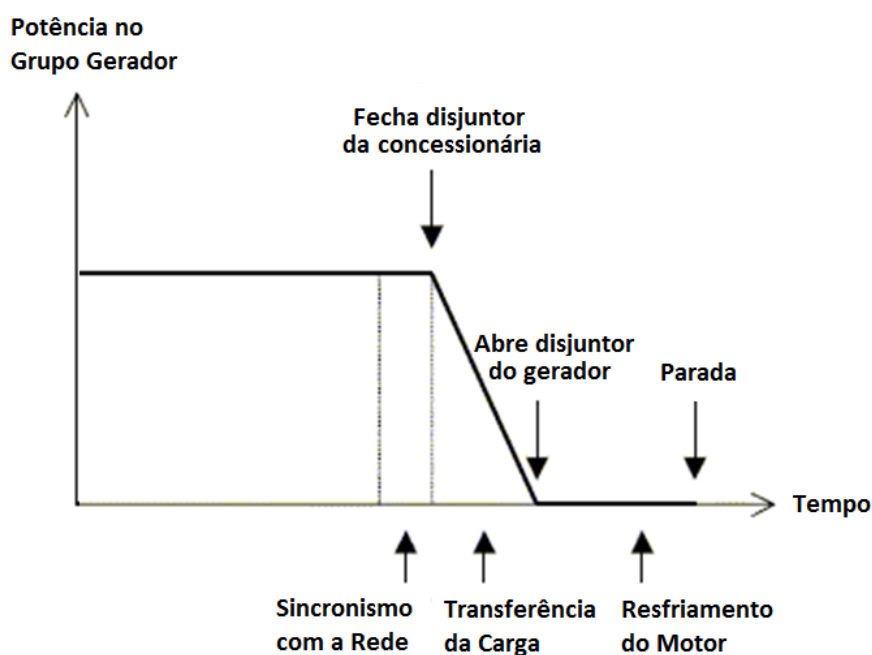 Potência no
Grupo Gerador
Fecha disjuntor
da concessionária
Abre disjuntor
do gerador
Parada
Tempo
Sincronismo
com a Rede
Transferência
da Carga
Resfriamento
do Motor